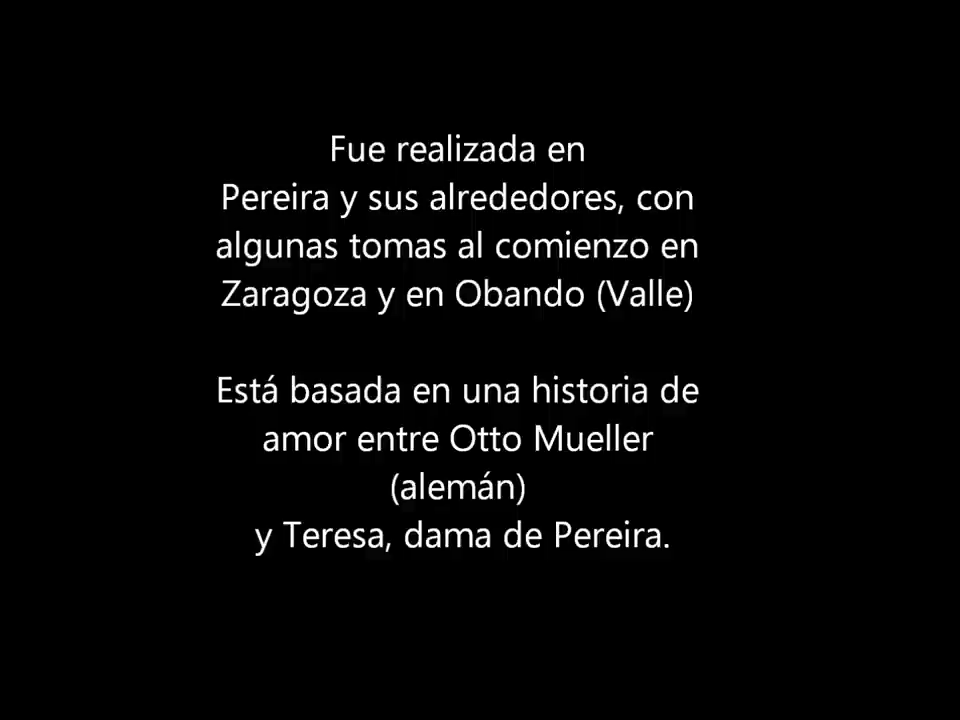 Fue realizada en
Pereira y sus alrededores, con
algunas tomas al comienzo en
Zaragoza y en Obando (Valle)
Está basada en una historia de
amor entre Otto Mueller
(alemán)
y Teresa, dama de Pereira.